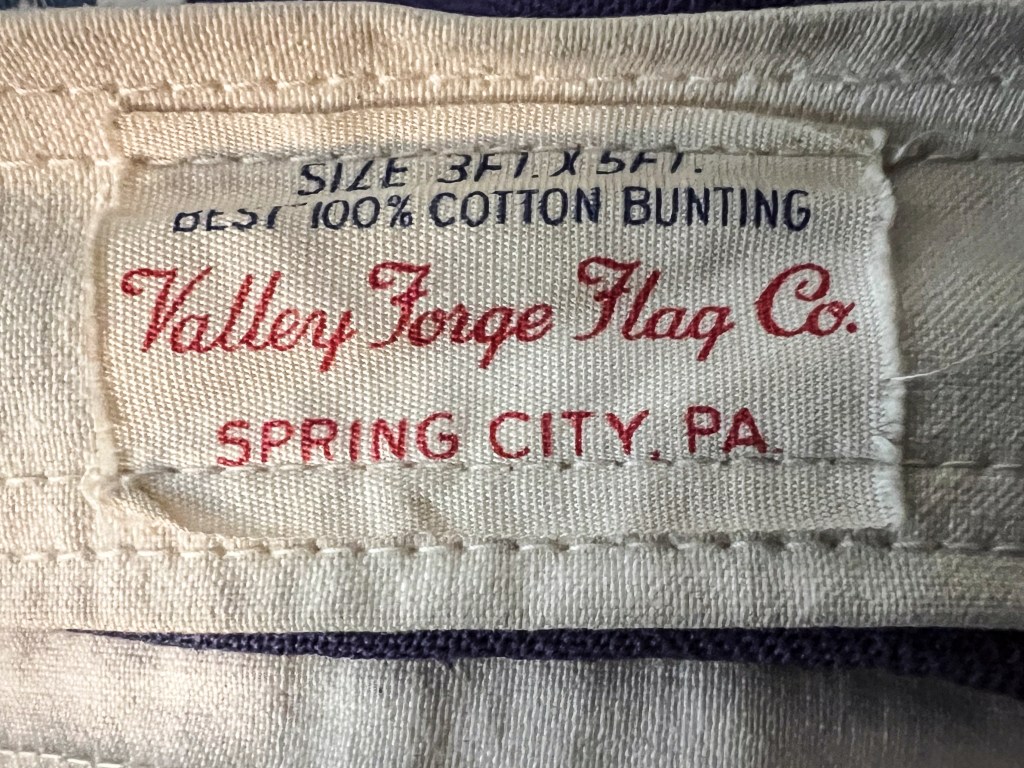 SIZE 3FT. X 5FT.
BEST 100% COTTON BUNTING
Valley Forge Flag Co.
SPRING CITY, PA.